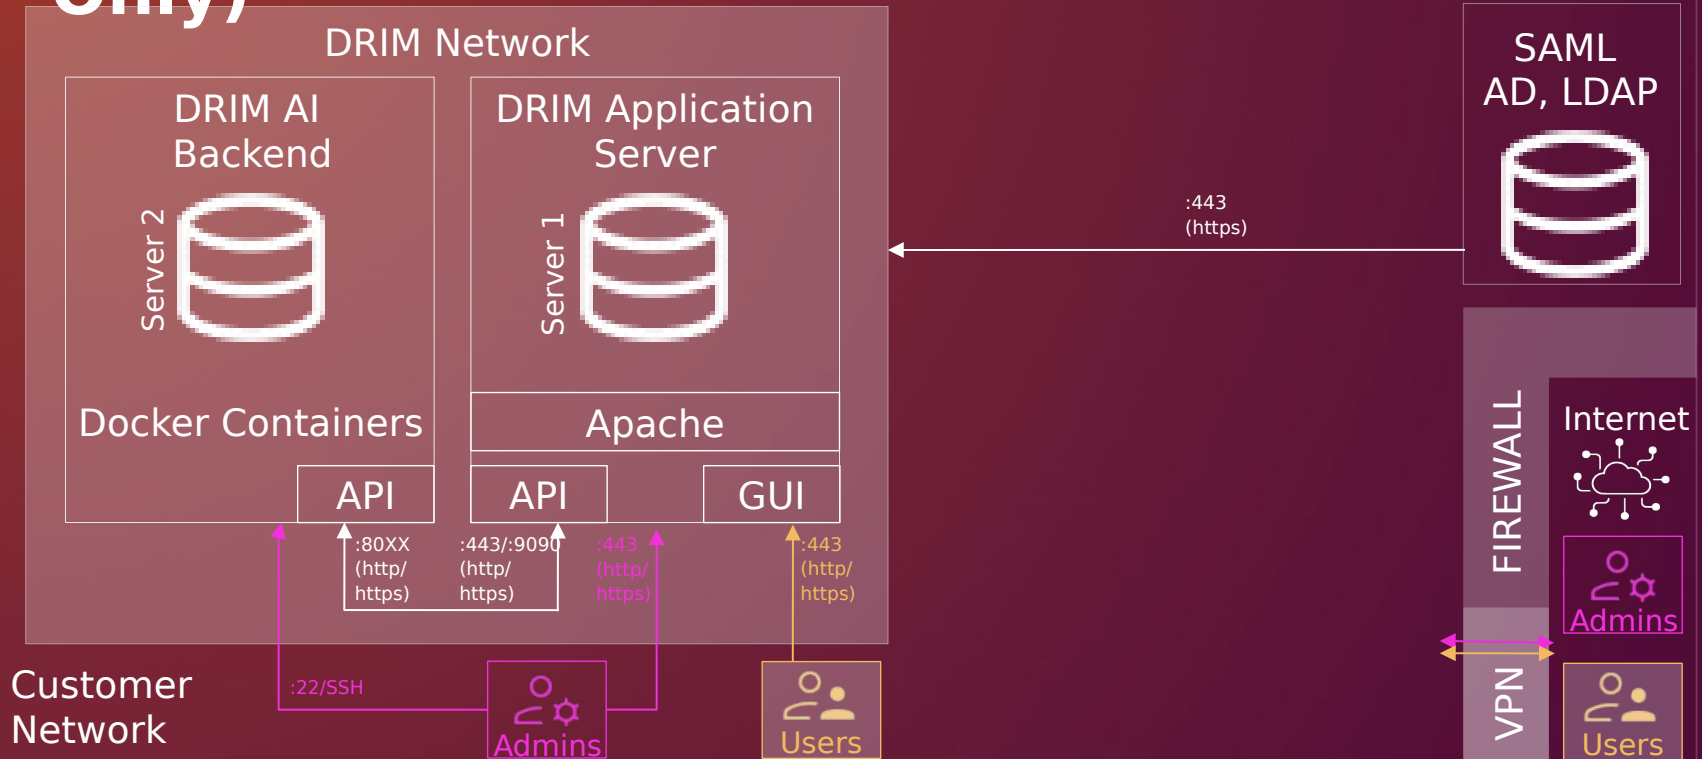 Only)
DRIM Network
DRIM AI
Backend
Server 2
Docker Containers
API
DRIM Application
Server
Server 1
Apache
API
GUI
:80XX
(http/
https)
:443/:9090
(http/
https)
:443
(http/
https)
:443
(http/
https)
:22/SSH
Customer
Network
Admins
Users
:443
(https)
SAML
AD, LDAP
FIREWALL
Internet
Admins
VPN
Users